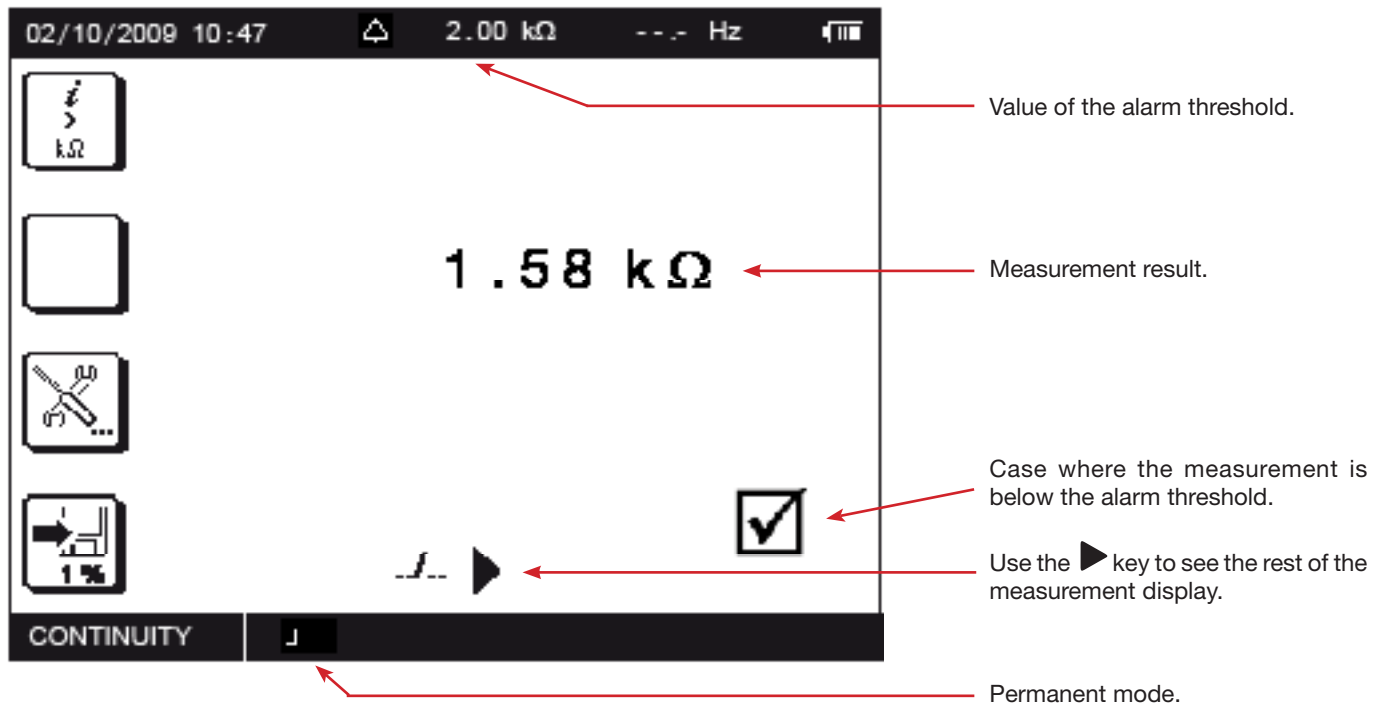 02/10/2009 10:47 2.00 kΩ --.- Hz
Value of the alarm threshold.
i
>
kΩ
1.58 kΩ
Measurement result.
...
Case where the measurement is
below the alarm threshold.
1 %
Use the ▶ key to see the rest of the
measurement display.
CONTINUITY
Permanent mode.